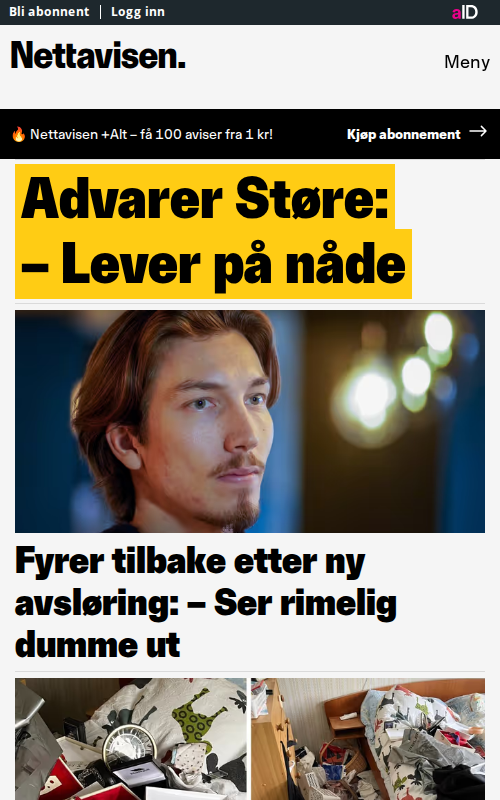 Bli abonnent Logg inn aID
Nettavisen.
Meny
🔥 Nettavisen +Alt – få 100 aviser fra 1 kr! Kjøp abonnement →
Advarer Støre:
– Lever på nåde
Fyrer tilbake etter ny
avsløring: – Ser rimelig
dumme ut